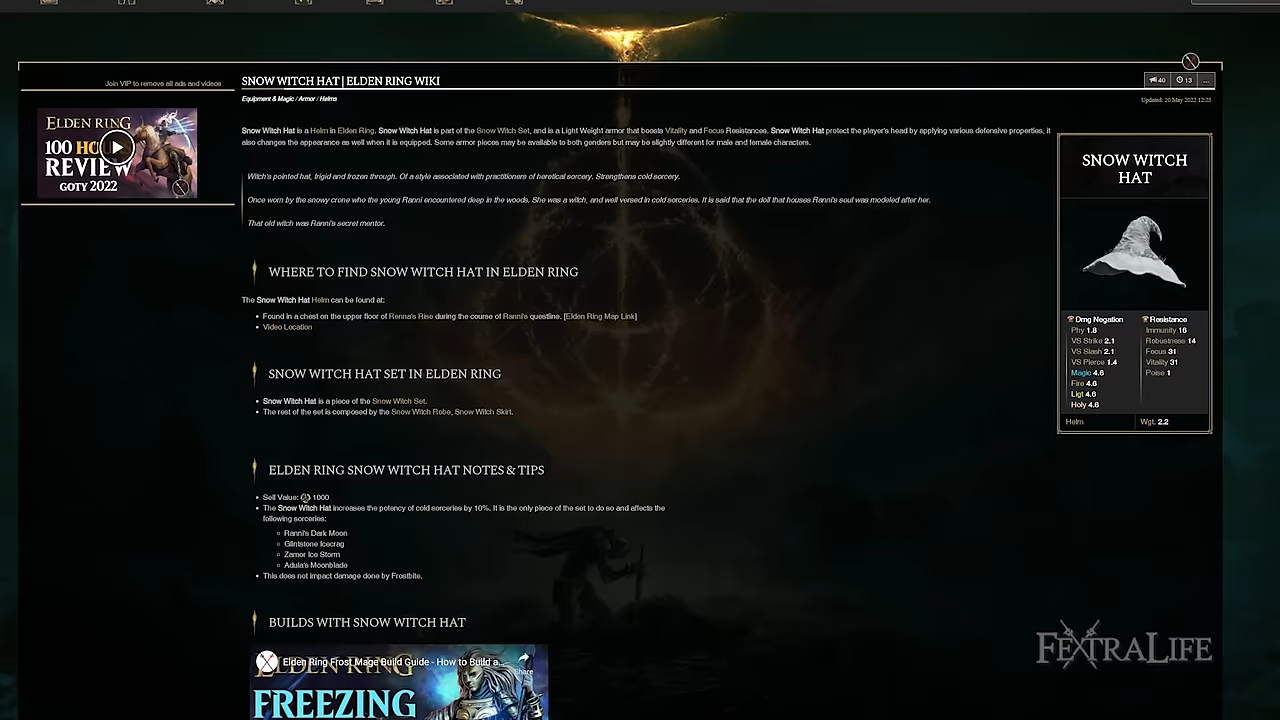 Join VIP to remove all ads and videos
ELDEN RING
100 HO
REVIEW
GOTY 2022
SNOW WITCH HAT | ELDEN RING WIKI
40
13
...
Equipment & Magic / Armor / Helms
Updated: 20 May 2022 12:25
Snow Witch Hat is a Helm in Elden Ring. Snow Witch Hat is part of the Snow Witch Set, and is a Light Weight armor that boosts Vitality and Focus Resistances. Snow Witch Hat protect the player's head by applying various defensive properties, it
also changes the appearance as well when it is equipped. Some armor pieces may be available to both genders but may be slightly different for male and female characters.
Witch's pointed hat, frigid and frozen through. Of a style associated with practitioners of heretical sorcery. Strengthens cold sorcery.
Once worn by the snowy crone who the young Ranni encountered deep in the woods. She was a witch, and well versed in cold sorceries. It is said that the doll that houses Ranni's soul was modeled after her.
That old witch was Ranni's secret mentor.
WHERE TO FIND SNOW WITCH HAT IN ELDEN RING
The Snow Witch Hat Helm can be found at:
• Found in a chest on the upper floor of Renna's Rise during the course of Ranni's questline. [Elden Ring Map Link]
• Video Location
SNOW WITCH HAT SET IN ELDEN RING
• Snow Witch Hat is a piece of the Snow Witch Set.
• The rest of the set is composed by the Snow Witch Robe, Snow Witch Skirt.
ELDEN RING SNOW WITCH HAT NOTES & TIPS
• Sell Value: 1000
• The Snow Witch Hat increases the potency of cold sorceries by 10%. It is the only piece of the set to do so and affects the
following sorceries:
Ranni's Dark Moon
Glintstone Icecrag
Zamor Ice Storm
Adula's Moonblade
• This does not impact damage done by Frostbite.
BUILDS WITH SNOW WITCH HAT
Elden Ring Frost Mage Build Guide - How to Build a...
Share
ELDEN RING
FREEZING
SNOW WITCH
HAT
Dmg Negation
Resistance
Phy 1.8
Immunity 16
VS Strike 2.1
Robustness 14
VS Slash 2.1
Focus 31
VS Pierce 1.4
Vitality 31
Magic 4.6
Poise 1
Fire 4.6
Ligt 4.6
Holy 4.6
Helm
Wgt. 2.2
FEXTRALIFE